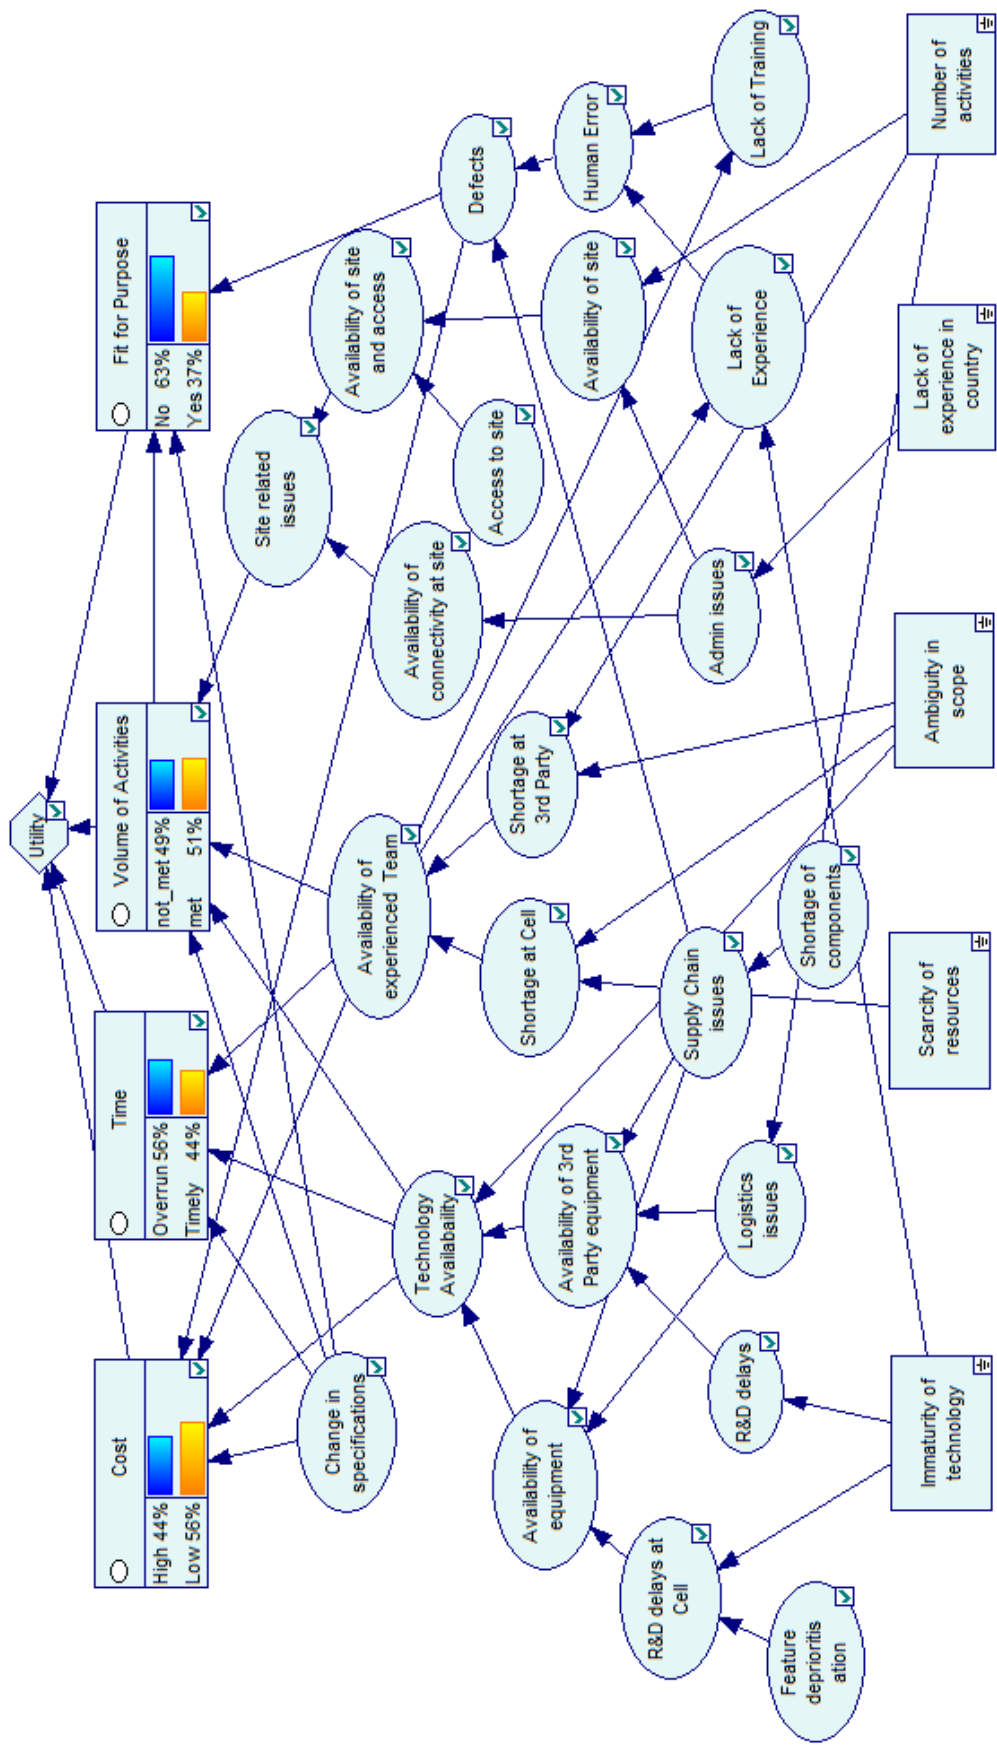 Utility
Cost
High 44%
Low 56%
Time
Overrun 56%
Timely 44%
Volume of Activities
not_met 49%
met 51%
Fit for Purpose
No 63%
Yes 37%
Change in
specifications
Technology
Availabaility
Availability of
experienced Team
Availability of
connectivity at site
Site related
issues
Availability of site
and access
Defects
Availability of
equipment
Availability of 3rd
Party equipment
Shortage at Cell
Shortage at
3rd Party
Access to site
Availability of site
Human Error
R&D delays at
Cell
R&D delays
Logistics
issues
Supply Chain
issues
Admin issues
Lack of
Experience
Lack of Training
Feature
deprioritis
ation
Shortage of
components
Immaturity of
technology
Scarcity of
resources
Ambiguity in
scope
Lack of
experience in
country
Number of
activities